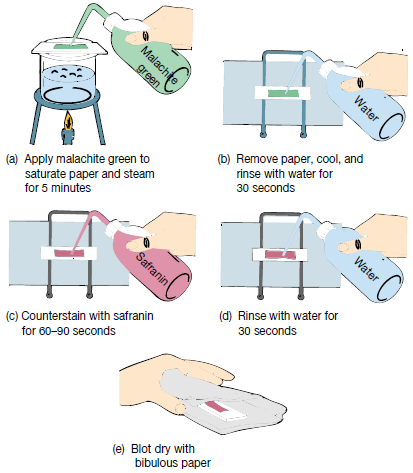 Malachite
green
(a) Apply malachite green to
saturate paper and steam
for 5 minutes
Water
(b) Remove paper, cool, and
rinse with water for
30 seconds
Safranin
(c) Counterstain with safranin
for 60–90 seconds
Water
(d) Rinse with water for
30 seconds
(e) Blot dry with
bibulous paper